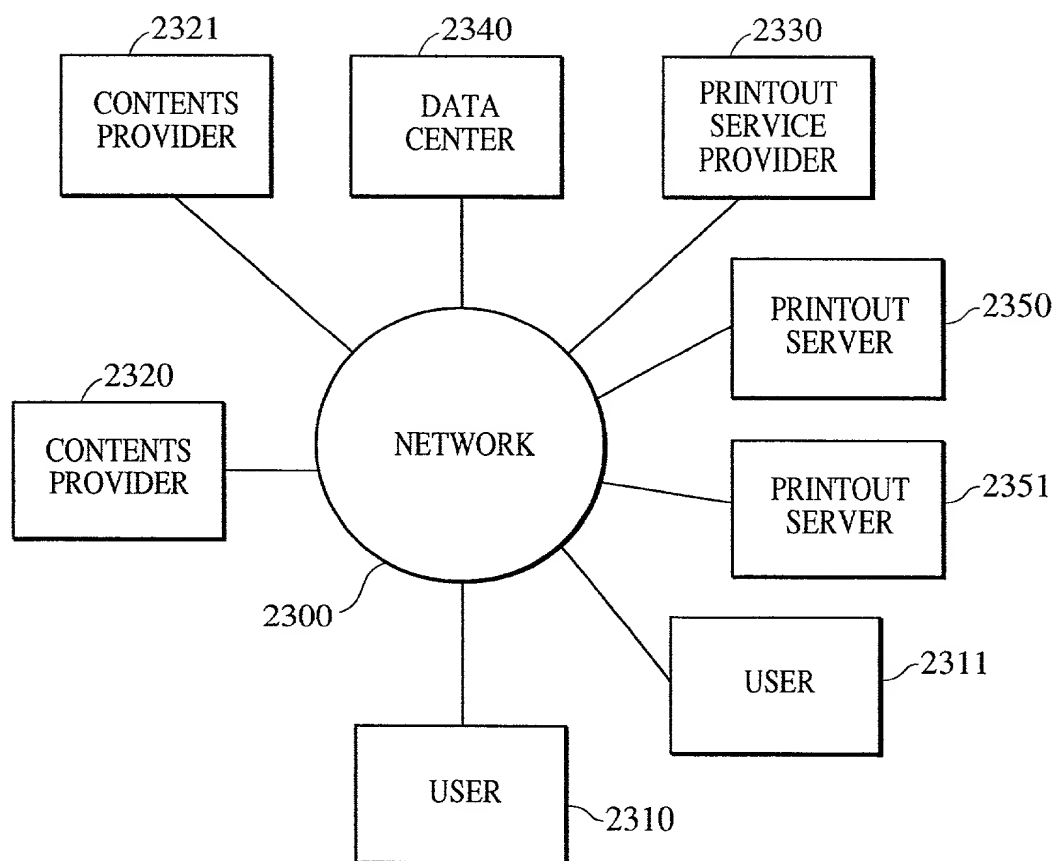 2321
2340
2330
CONTENTS
PROVIDER
DATA
CENTER
PRINTOUT
SERVICE
PROVIDER
PRINTOUT
SERVER
2350
2320
CONTENTS
PROVIDER
NETWORK
PRINTOUT
SERVER
2351
2300
USER
2311
USER
2310